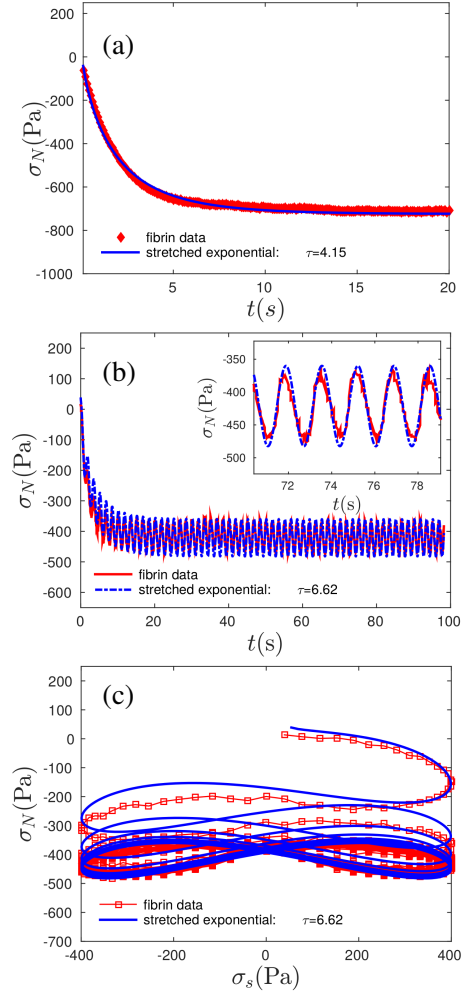 (a)
200
0
-200
-400
-600
-800
-1000
σ_N(Pa)
fibrin data
stretched exponential: τ=4.15
5 10 15 20
t(s)
(b)
200
100
0
-100
-200
-300
-400
-500
-600
σ_N(Pa)
-350
-400
-450
-500
σ_N(Pa)
72 74 76 78
t(s)
fibrin data
stretched exponential: τ=6.62
0 20 40 60 80 100
t(s)
(c)
200
100
0
-100
-200
-300
-400
-500
-600
-700
σ_N(Pa)
fibrin data
stretched exponential: τ=6.62
-400 -200 0 200 400
σ_s(Pa)